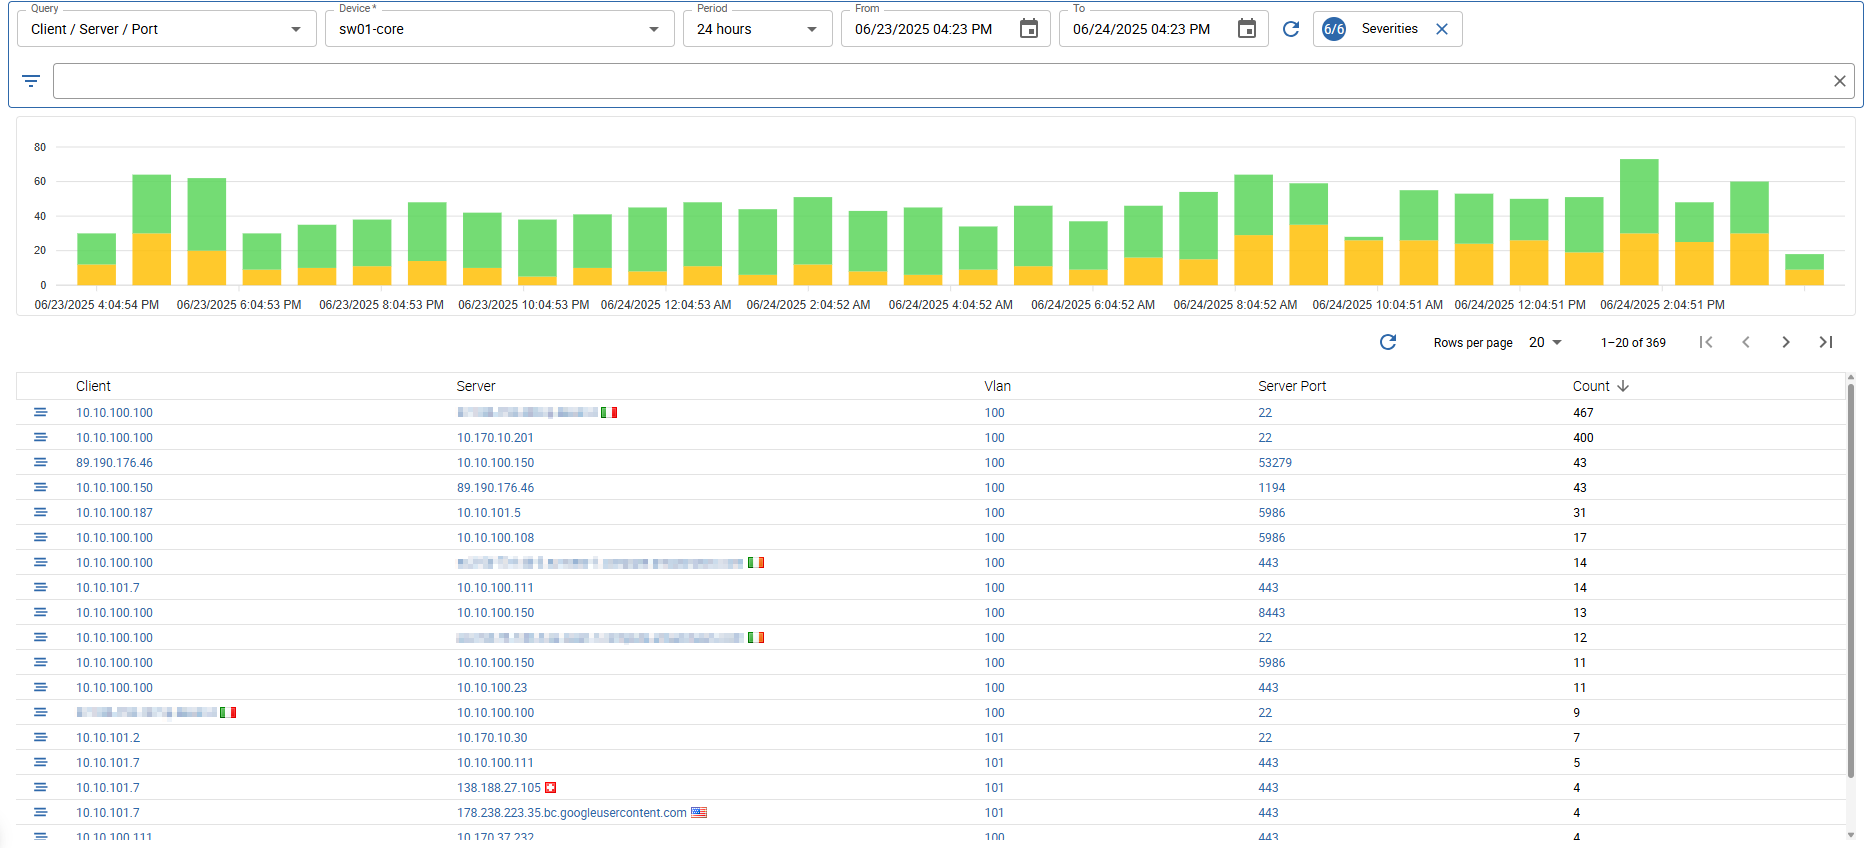 Query Device * Period From To
Client / Server / Port sw01-core 24 hours 06/23/2025 04:23 PM 06/24/2025 04:23 PM 6/6 Severities
80
60
40
20
0
06/23/2025 4:04:54 PM 06/23/2025 6:04:53 PM 06/23/2025 8:04:53 PM 06/23/2025 10:04:53 PM 06/24/2025 12:04:53 AM 06/24/2025 2:04:52 AM 06/24/2025 4:04:52 AM 06/24/2025 6:04:52 AM 06/24/2025 8:04:52 AM 06/24/2025 10:04:51 AM 06/24/2025 12:04:51 PM 06/24/2025 2:04:51 PM
Rows per page 20 1–20 of 369
Client Server Vlan Server Port Count
10.10.100.100 100 22 467
10.10.100.100 10.170.10.201 100 22 400
89.190.176.46 10.10.100.150 100 53279 43
10.10.100.150 89.190.176.46 100 1194 43
10.10.100.187 10.10.101.5 100 5986 31
10.10.100.100 10.10.100.108 100 5986 17
10.10.100.100 100 443 14
10.10.101.7 10.10.100.111 100 443 14
10.10.100.100 10.10.100.150 100 8443 13
10.10.100.100 100 22 12
10.10.100.100 10.10.100.150 100 5986 11
10.10.100.100 10.10.100.23 100 443 11
10.10.100.100 100 22 9
10.10.101.2 10.170.10.30 101 22 7
10.10.101.7 10.10.100.111 101 443 5
10.10.101.7 138.188.27.105 101 443 4
10.10.101.7 178.238.223.35.bc.googleusercontent.com 101 443 4
10.10.100.111 10.170.37.232 100 443 4